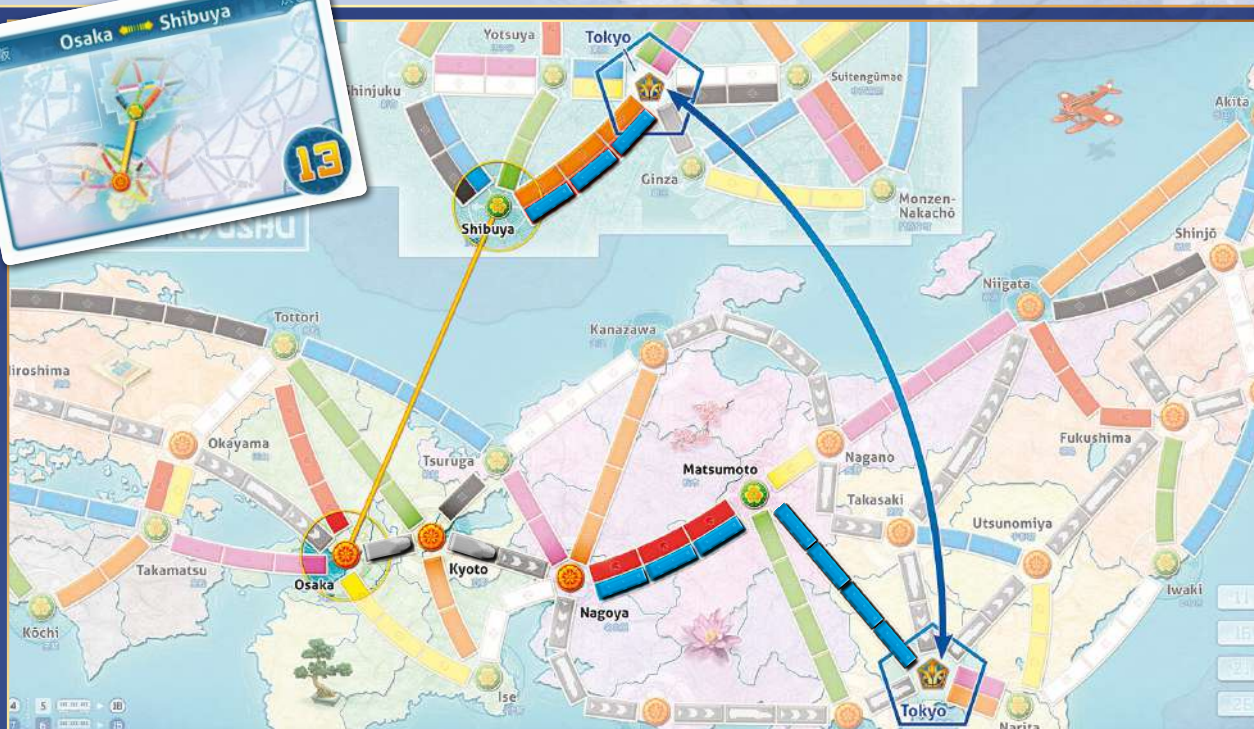 Osaka Shibuya
13
Yotsuya
Tokyo
Shinjuku
Suitengūmae
Akita
Ginza
Monzen-
Nakachō
Shibuya
Shinjō
Niigata
Tottori
Kanazawa
Hiroshima
Okayama
Tsuruga
Matsumoto
Nagano
Fukushima
Takasaki
Utsunomiya
Takamatsu
Osaka
Kyoto
Nagoya
Iwaki
Kōchi
Ise
Tokyo
Narita